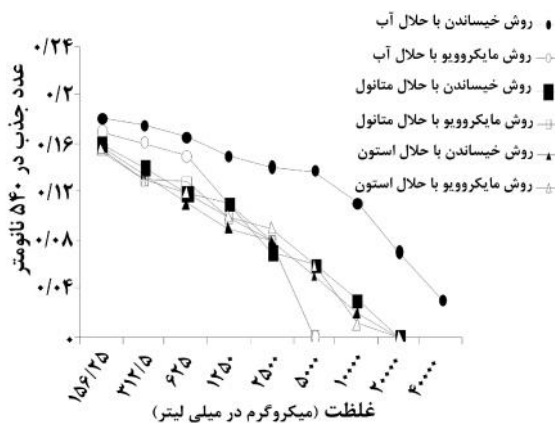 روش خیساندن با حلال آب
روش مایکروویو با حلال آب
روش خیساندن با حلال متانول
روش مایکروویو با حلال متانول
روش خیساندن با حلال استون
روش مایکروویو با حلال استون
عدد جذب در ۵۴۰ نانومتر
۰/۲۴
۰/۲
۰/۱۶
۰/۱۲
۰/۰۸
۰/۰۴
۰
۱۵۶/۲۵
۳۱۲/۵
۶۲۵
۱۲۵۰
۲۵۰۰
۵۰۰۰
۱۰۰۰۰
۲۰۰۰۰
۴۰۰۰۰
غلظت (میکروگرم در میلی لیتر)